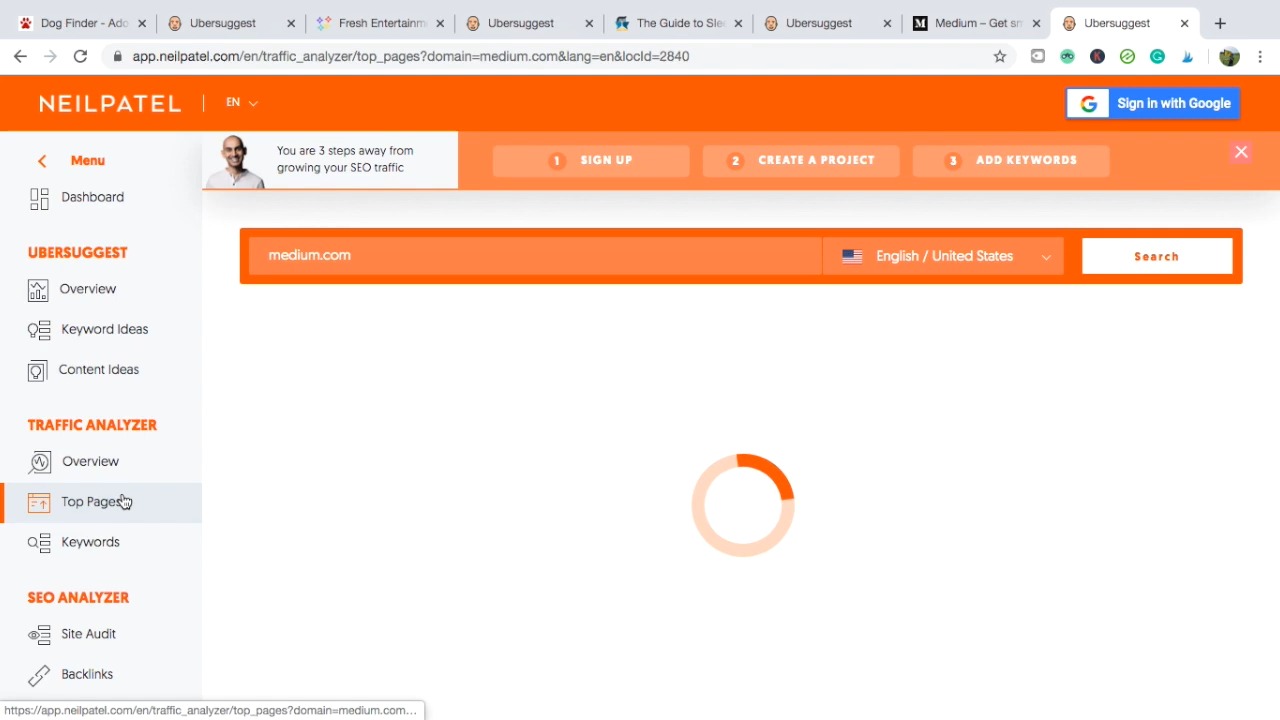 Dog Finder - Ado
Ubersuggest
Fresh Entertainm
Ubersuggest
The Guide to Sle
Ubersuggest
Medium – Get sm
Ubersuggest
app.neilpatel.com/en/traffic_analyzer/top_pages?domain=medium.com&lang=en&locId=2840
NEILPATEL
EN
Sign in with Google
Menu
Dashboard
UBERSUGGEST
Overview
Keyword Ideas
Content Ideas
TRAFFIC ANALYZER
Overview
Top Pages
Keywords
SEO ANALYZER
Site Audit
Backlinks
You are 3 steps away from
growing your SEO traffic
1 SIGN UP
2 CREATE A PROJECT
3 ADD KEYWORDS
medium.com
English / United States
Search
https://app.neilpatel.com/en/traffic_analyzer/top_pages?domain=medium.com...